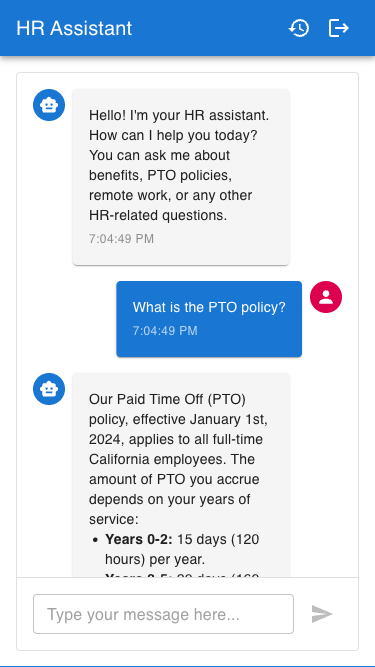 HR Assistant
Hello! I'm your HR assistant.
How can I help you today?
You can ask me about
benefits, PTO policies,
remote work, or any other
HR-related questions.
7:04:49 PM
What is the PTO policy?
7:04:49 PM
Our Paid Time Off (PTO)
policy, effective January 1st,
2024, applies to all full-time
California employees. The
amount of PTO you accrue
depends on your years of
service:
• Years 0-2: 15 days (120
hours) per year.
Type your message here...